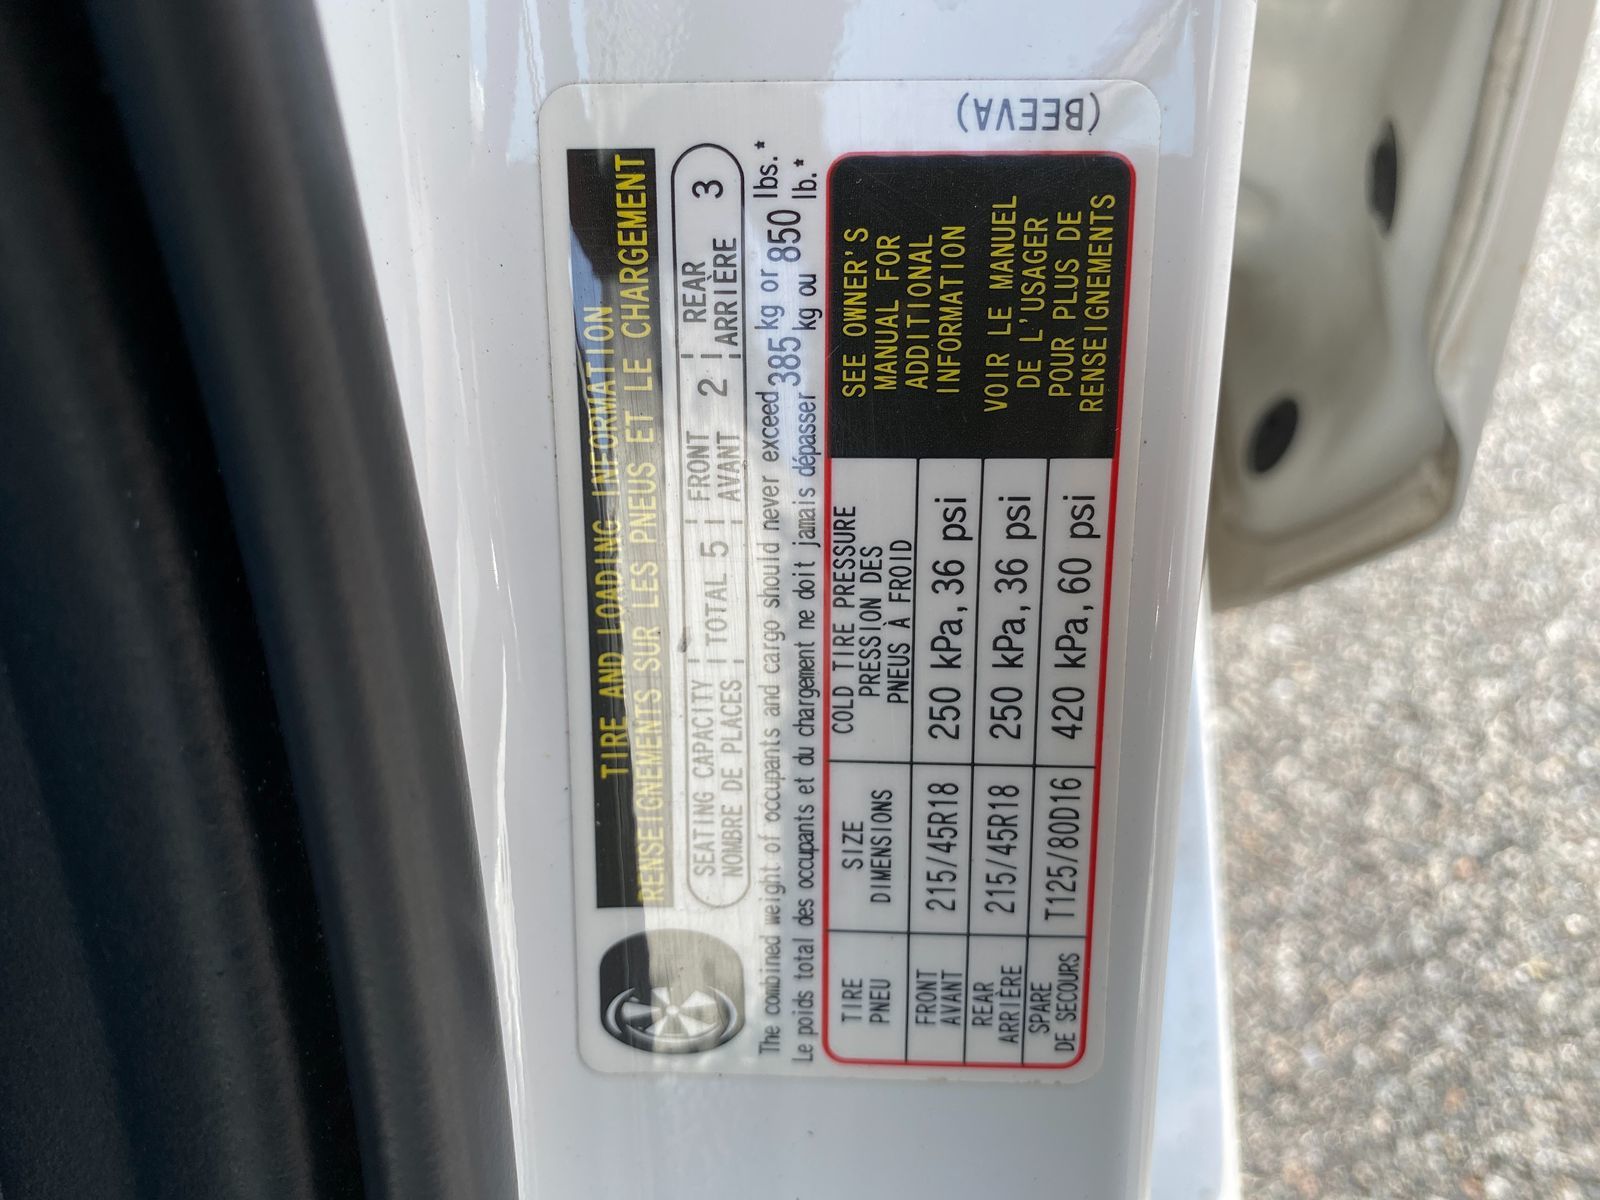 TIRE AND LOADING INFORMATION
RENSEIGNEMENTS SUR LES PNEUS ET LE CHARGEMENT
SEATING CAPACITY TOTAL 5 FRONT 2 REAR 3
NOMBRE DE PLACES AVANT ARRIÈRE
The combined weight of occupants and cargo should never exceed 385 kg or 850 lbs.*
Le poids total des occupants et du chargement ne doit jamais dépasser kg ou lb.*
TIRE
PNEU
SIZE
DIMENSIONS
COLD TIRE PRESSURE
PRESSION DES
PNEUS À FROID
FRONT
AVANT
215/45R18
250 kPa, 36 psi
REAR
ARRIÈRE
215/45R18
250 kPa, 36 psi
SPARE
DE SECOURS
T125/80D16
420 kPa, 60 psi
SEE OWNER'S
MANUAL FOR
ADDITIONAL
INFORMATION
VOIR LE MANUEL
DE L'USAGER
POUR PLUS DE
RENSEIGNEMENTS
(BEEVA)